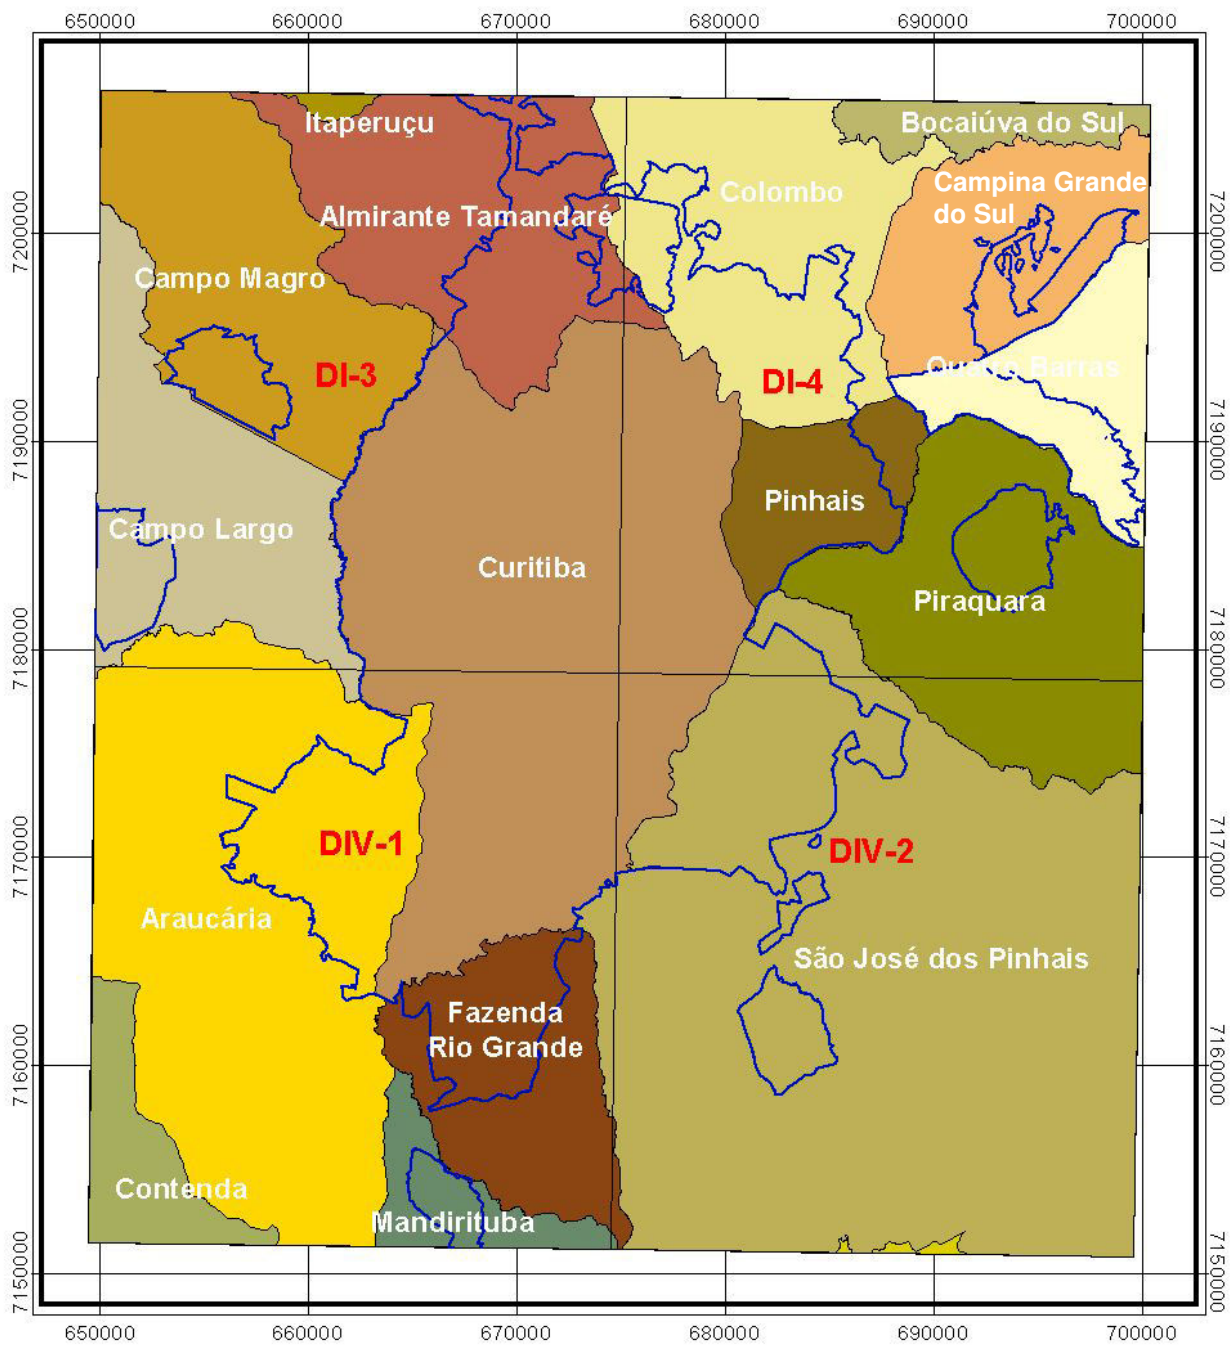 650000 660000 670000 680000 690000 700000
Itaperuçu
Bocaiúva do Sul
Campina Grande
do Sul
Colombo
Almirante Tamandaré
7200000
7200000
Campo Magro
DI-3
DI-4
Quatro Barras
7190000
7190000
Pinhais
Campo Largo
Curitiba
Piraquara
7180000
7180000
DIV-1
DIV-2
7170000
7170000
Araucária
São José dos Pinhais
Fazenda
Rio Grande
7160000
7160000
Contenda
Mandirituba
7150000
7150000
650000 660000 670000 680000 690000 700000